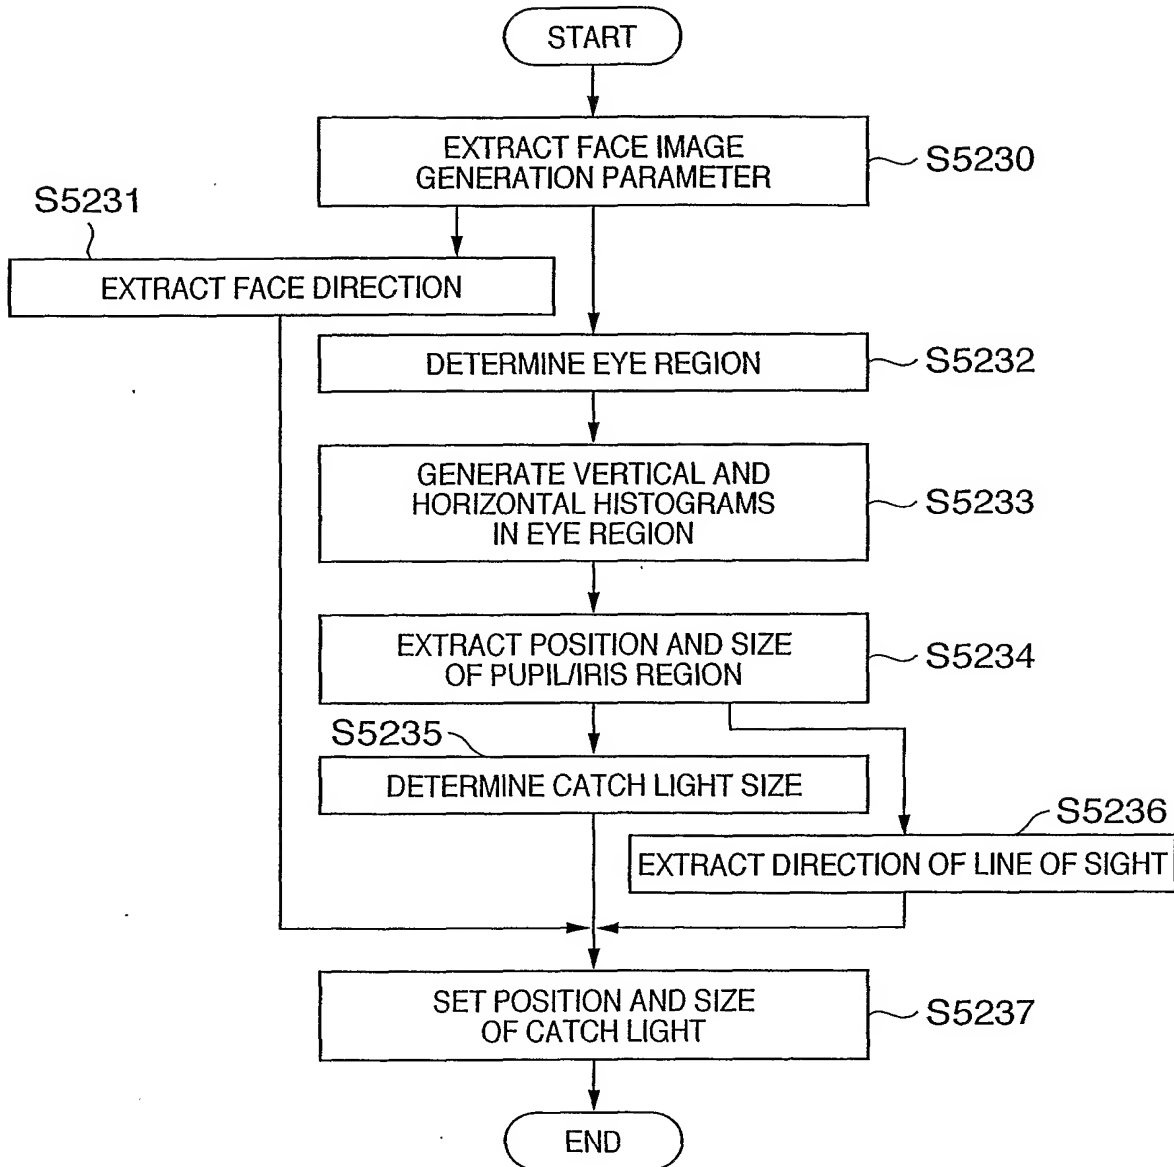 START
EXTRACT FACE IMAGE
GENERATION PARAMETER
S5230
S5231
EXTRACT FACE DIRECTION
DETERMINE EYE REGION
S5232
GENERATE VERTICAL AND
HORIZONTAL HISTOGRAMS
IN EYE REGION
S5233
EXTRACT POSITION AND SIZE
OF PUPIL/IRIS REGION
S5234
S5235
DETERMINE CATCH LIGHT SIZE
S5236
EXTRACT DIRECTION OF LINE OF SIGHT
SET POSITION AND SIZE
OF CATCH LIGHT
S5237
END